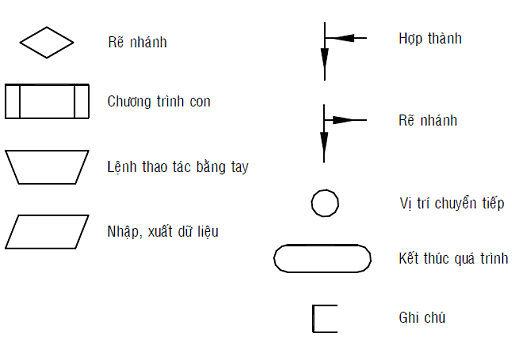 Rẽ nhánh
Chương trình con
Lệnh thao tác bằng tay
Nhập, xuất dữ liệu
Hợp thành
Rẽ nhánh
Vị trí chuyển tiếp
Kết thúc quá trình
Ghi chú